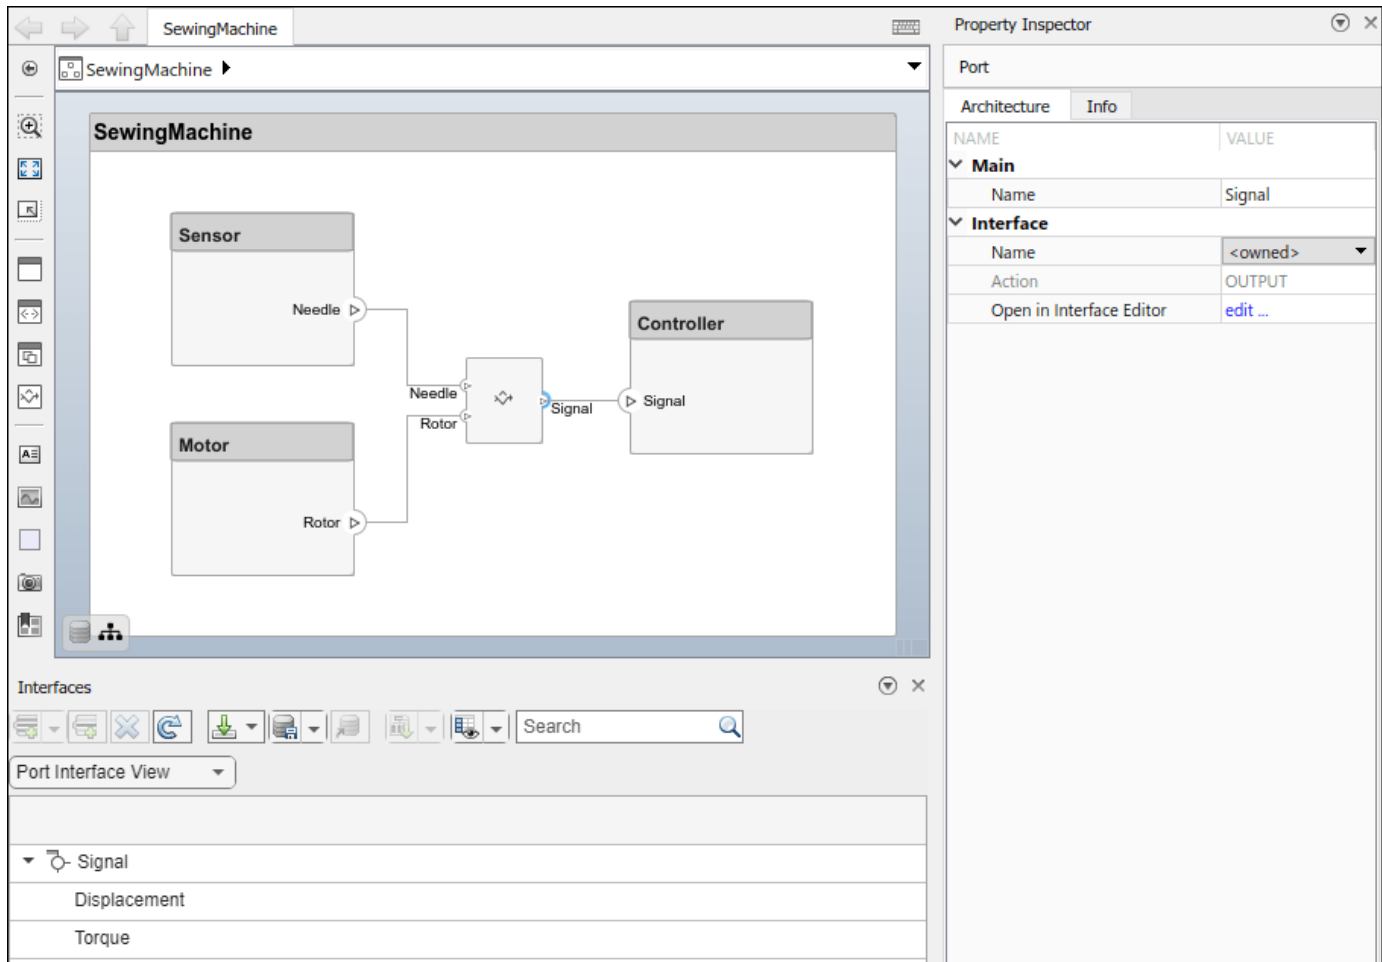 SewingMachine
SewingMachine
SewingMachine
Sensor
Needle
Motor
Rotor
Needle
Rotor
Signal
Controller
Signal
Interfaces
Search
Port Interface View
Signal
Displacement
Torque
Property Inspector
Port
Architecture Info
NAME VALUE
Main
Name Signal
Interface
Name <owned>
Action OUTPUT
Open in Interface Editor edit ...